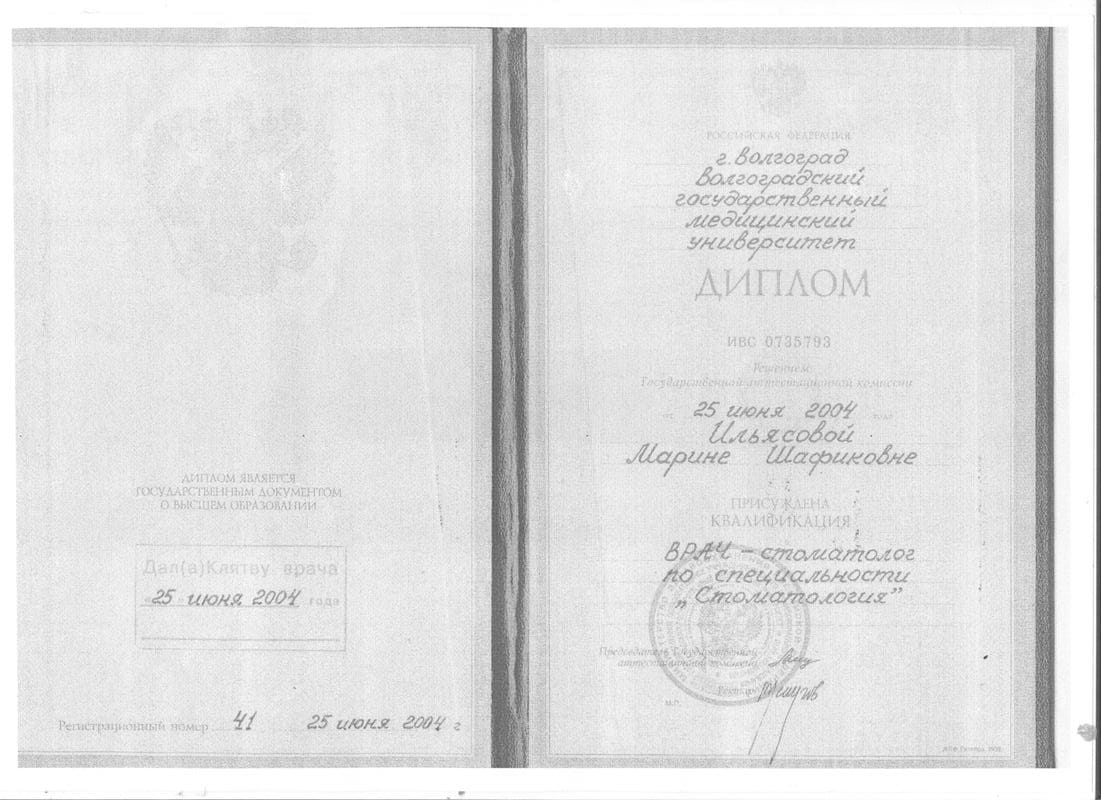 ДИПЛОМ ЯВЛЯЕТСЯ
ГОСУДАРСТВЕННЫМ ДОКУМЕНТОМ
О ВЫСШЕМ ОБРАЗОВАНИИ
Дал(а)Клятву врача
25 июня 2004 года
Регистрационный номер 41 25 июня 2004 г
РОССИЙСКАЯ ФЕДЕРАЦИЯ
г. Волгоград
Волгоградский
государственный
медицинский
университет
ДИПЛОМ
ИВС 0735793
Решением
Государственной аттестационной комиссии
от 25 июня 2004 года
Ильясовой
Марине Шафиковне
ПРИСУЖДЕНА
КВАЛИФИКАЦИЯ
ВРАЧ – стоматолог
по специальности
„Стоматология”
Председатель Государственной
аттестационной комиссии
Ректор
М.П.